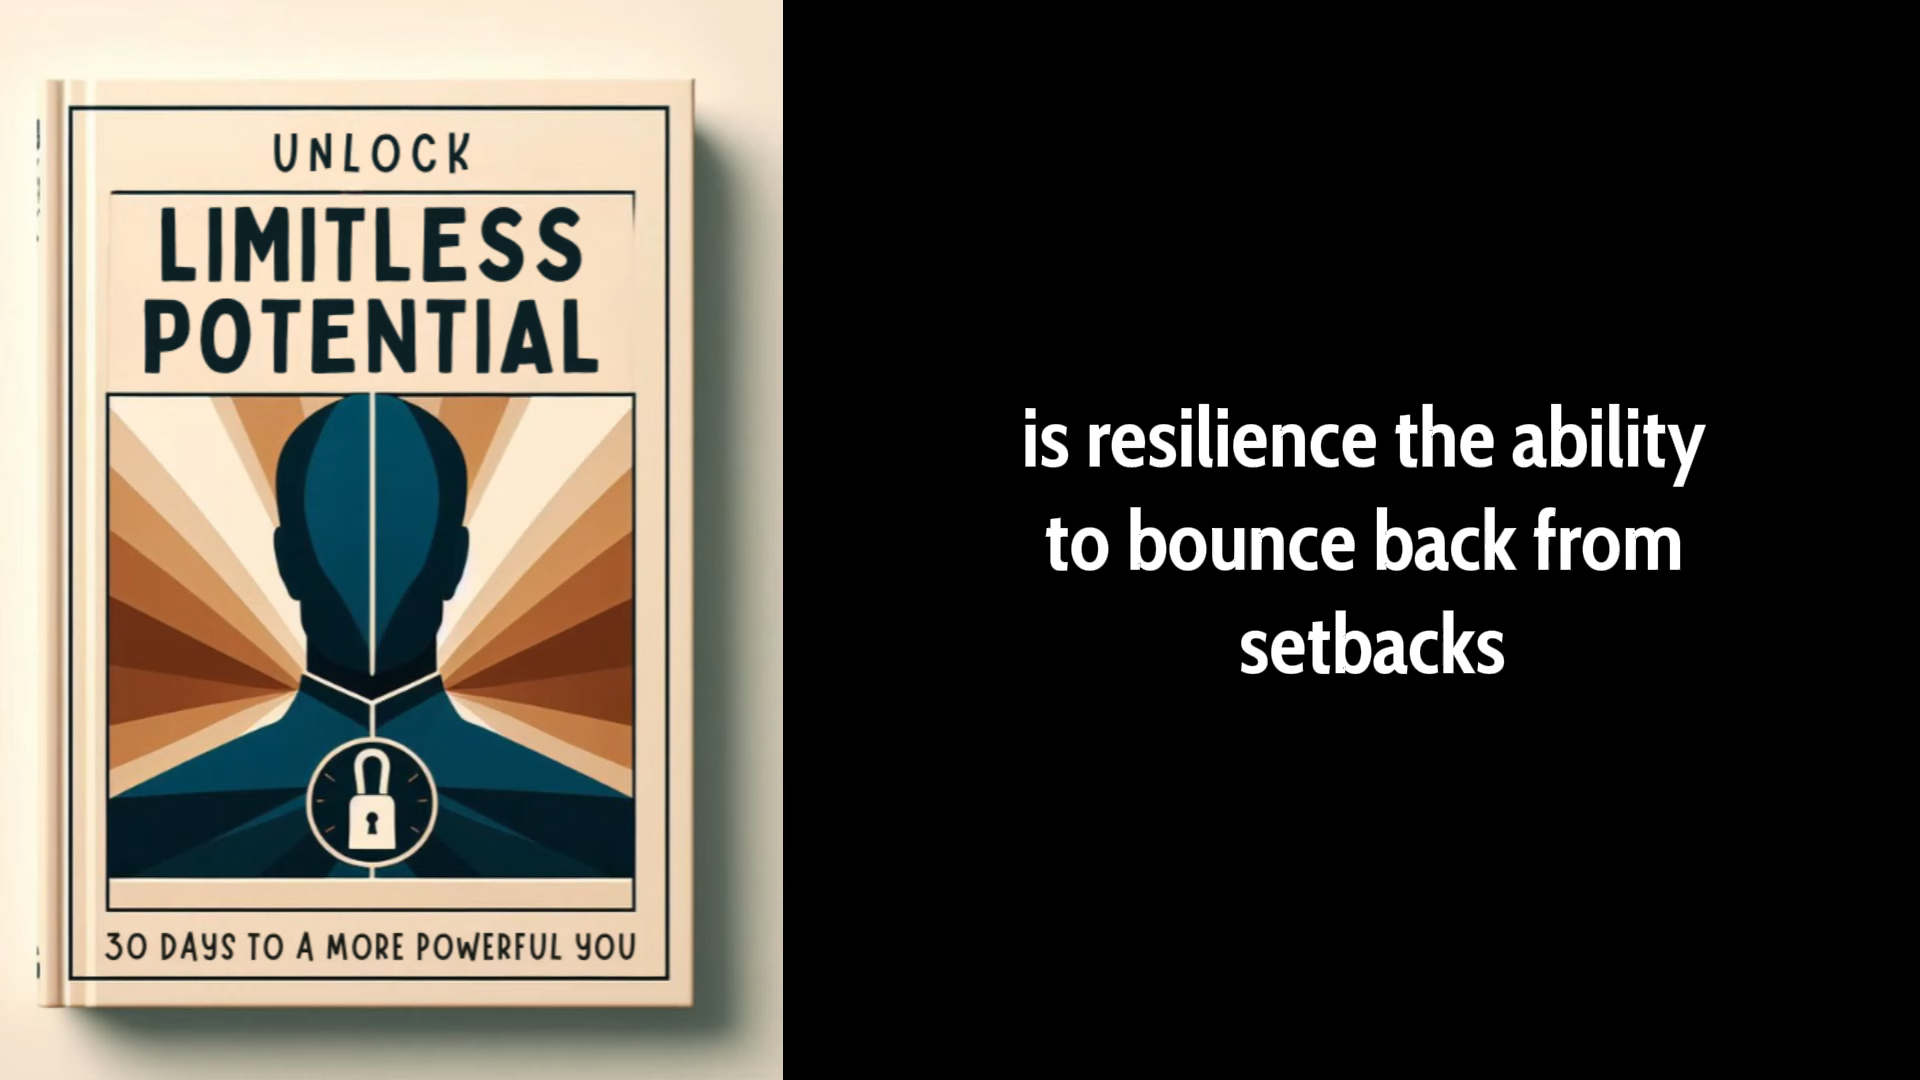 UNLOCK
LIMITLESS
POTENTIAL
30 DAYS TO A MORE POWERFUL YOU
is resilience the ability
to bounce back from
setbacks